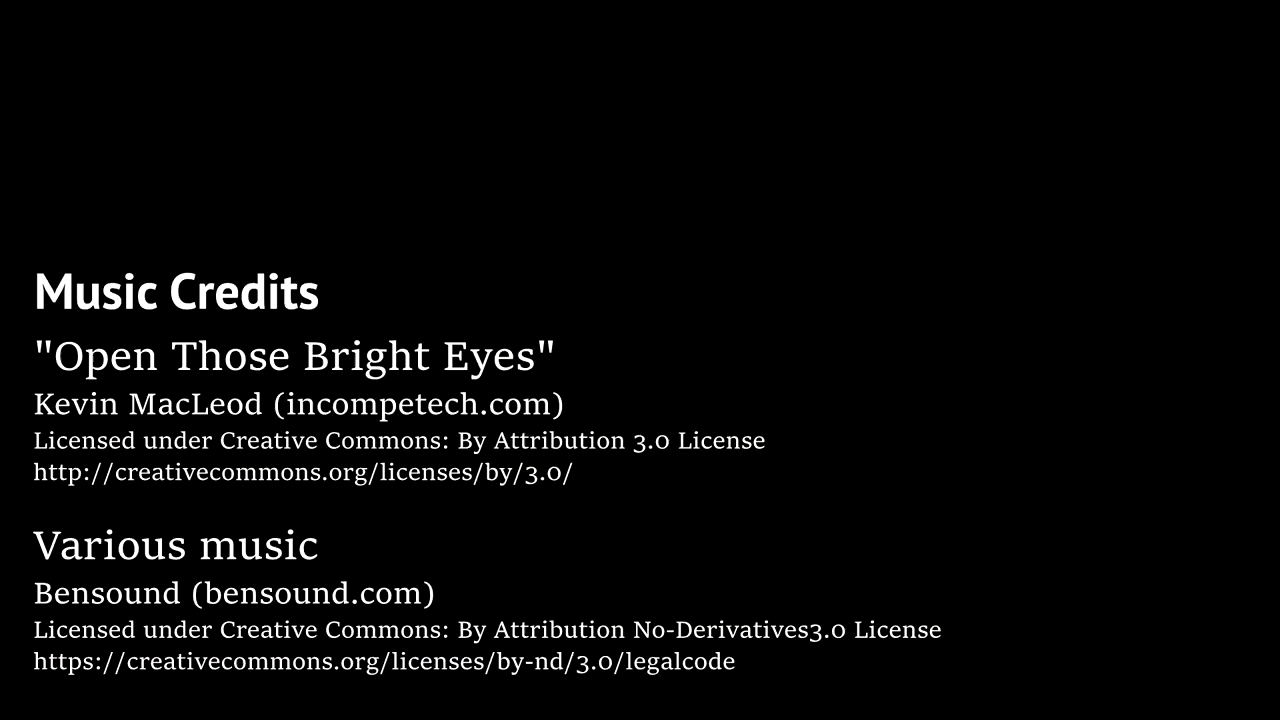 Music Credits
"Open Those Bright Eyes"
Kevin MacLeod (incompetech.com)
Licensed under Creative Commons: By Attribution 3.0 License
http://creativecommons.org/licenses/by/3.0/
Various music
Bensound (bensound.com)
Licensed under Creative Commons: By Attribution No-Derivatives3.0 License
https://creativecommons.org/licenses/by-nd/3.0/legalcode